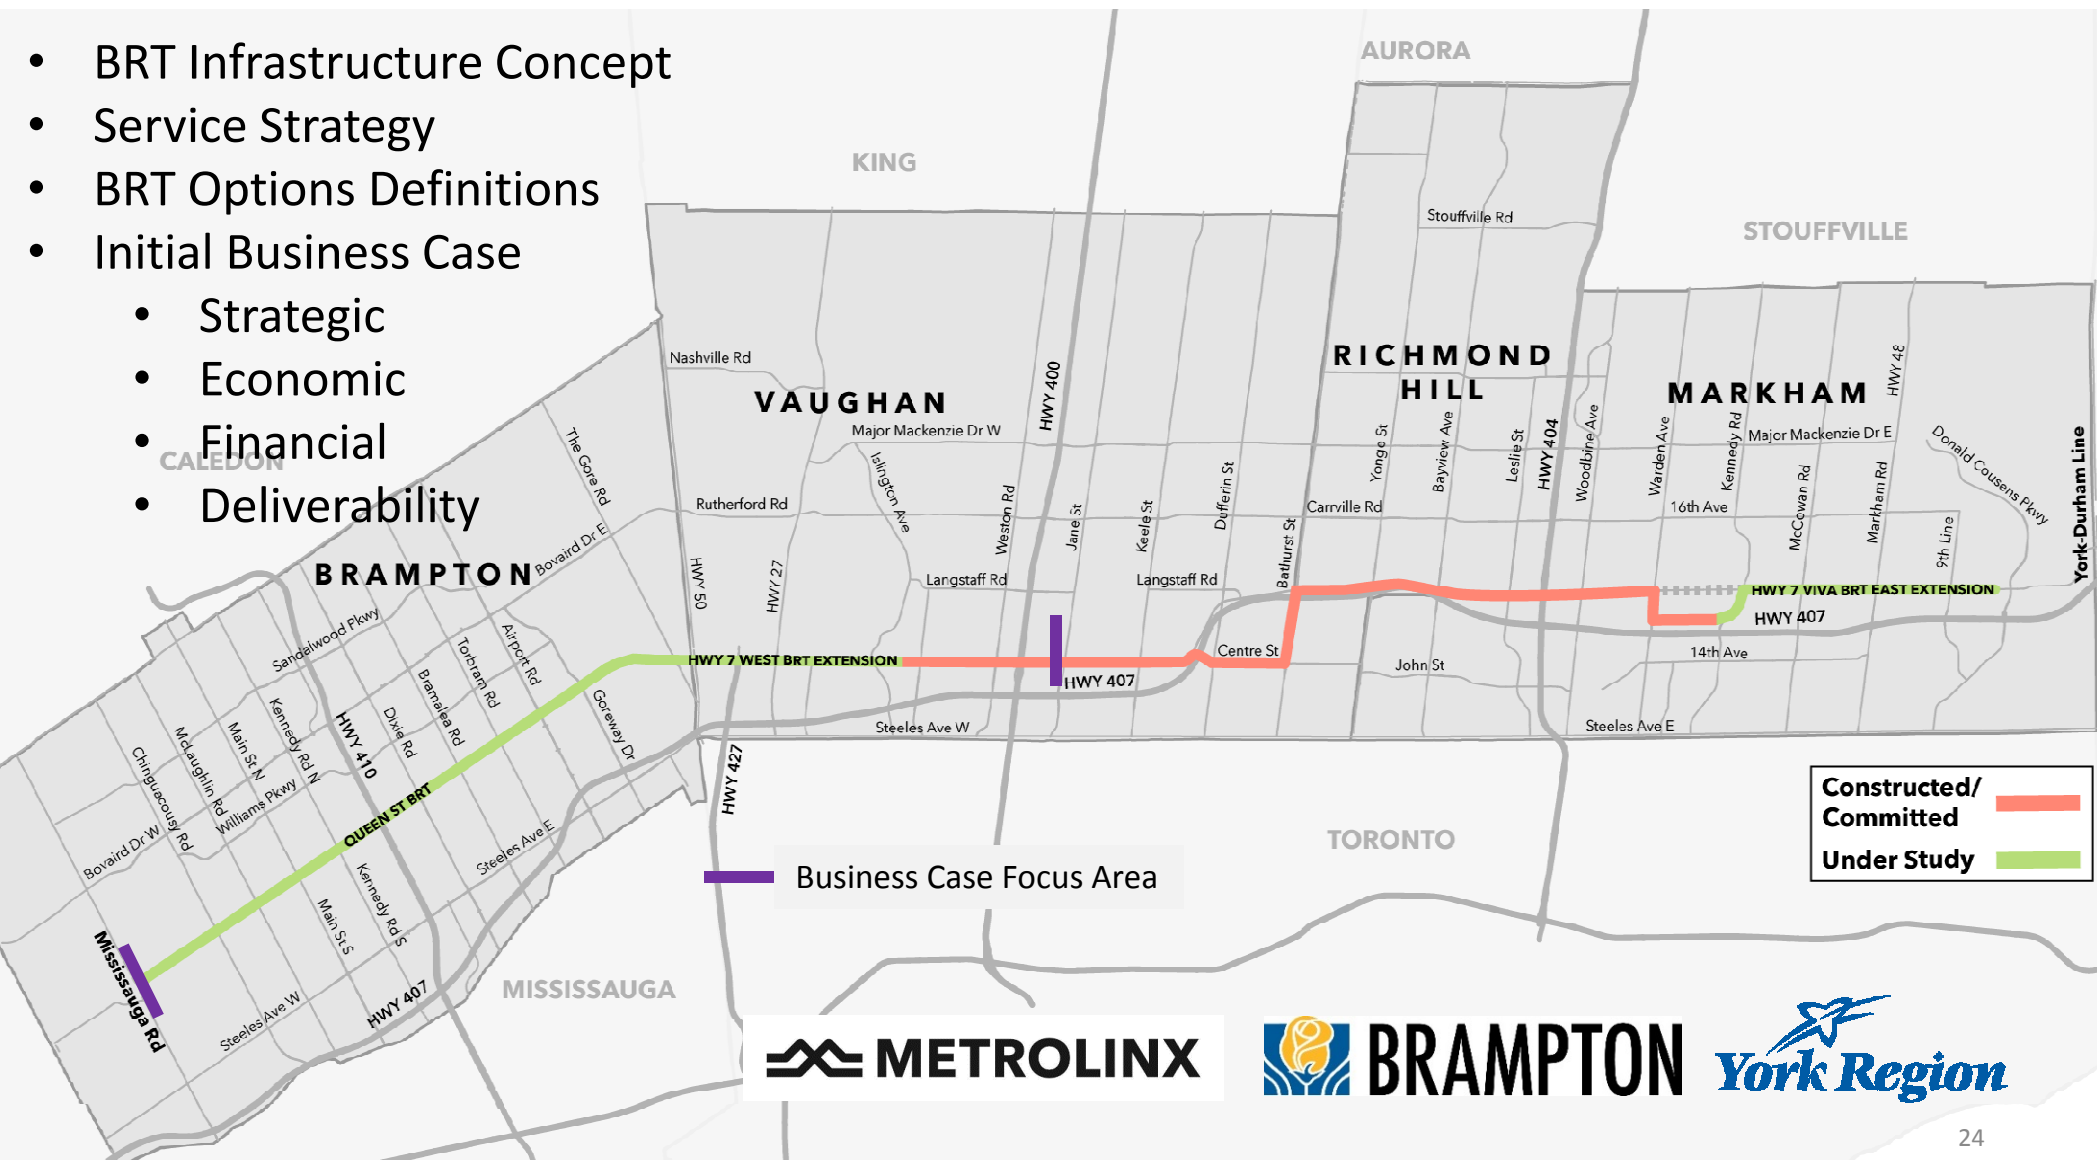 • BRT Infrastructure Concept
• Service Strategy
• BRT Options Definitions
• Initial Business Case
• Strategic
• Economic
• Financial
• Deliverability
AURORA
KING
STOUFFVILLE
CALEDON
Stouffville Rd
Nashville Rd
VAUGHAN
HWY 400
RICHMOND
HILL
MARKHAM
HWY 48
Major Mackenzie Dr W
Major Mackenzie Dr E
The Gore Rd
Islington Ave
Weston Rd
Jane St
Keele St
Dufferin St
Bathurst St
Yonge St
Bayview Ave
Leslie St
HWY 404
Woodbine Ave
Warden Ave
Kennedy Rd
McCowan Rd
Markham Rd
9th Line
Donald Cousens Pkwy
York-Durham Line
Rutherford Rd
Carrville Rd
16th Ave
BRAMPTON
Bovaird Dr E
HWY 50
HWY 27
Langstaff Rd
Langstaff Rd
HWY 7 VIVA BRT EAST EXTENSION
HWY 407
Sandalwood Pkwy
Airport Rd
Torbram Rd
Bramalea Rd
Dixie Rd
HWY 410
Kennedy Rd N
Main St N
McLaughlin Rd
Chinguacousy Rd
Williams Pkwy
Bovaird Dr W
Goreway Dr
HWY 7 WEST BRT EXTENSION
HWY 407
Centre St
John St
14th Ave
Steeles Ave W
Steeles Ave E
HWY 427
QUEEN ST BRT
Steeles Ave E
Kennedy Rd S
Main St S
Mississauga Rd
Steeles Ave W
HWY 407
MISSISSAUGA
TORONTO
Constructed/
Committed
Under Study
Business Case Focus Area
METROLINX
BRAMPTON
York Region
24